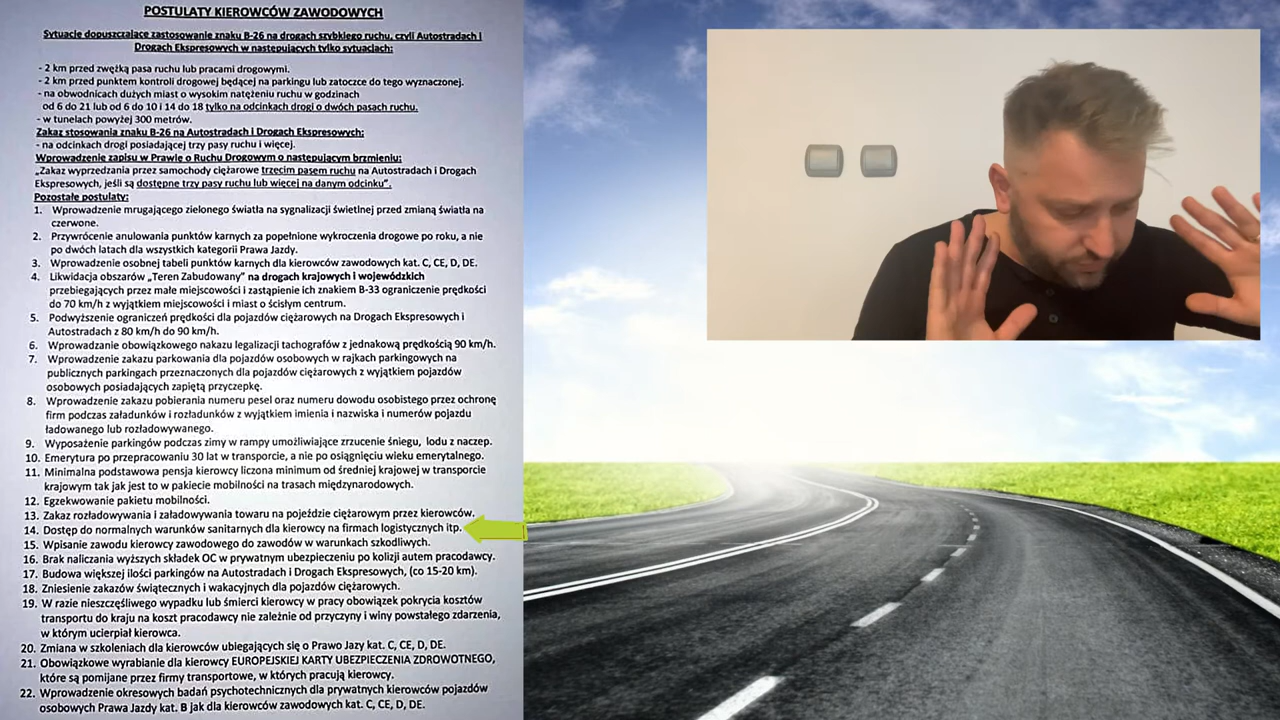 POSTULATY KIEROWCÓW ZAWODOWYCH
Sytuacje dopuszczające zastosowanie znaku B-26 na drogach szybkiego ruchu, czyli Autostradach i
Drogach Ekspresowych w następujących tylko sytuaciach:
- 2 km przed zwężką pasa ruchu lub pracami drogowymi.
- 2 km przed punktem kontroli drogowej będącej na parkingu lub zatoczce do tego wyznaczonej.
- na obwodnicach dużych miast o wysokim natężeniu ruchu w godzinach
od 6 do 21 lub od 6 do 10 i 14 do 18 tylko na odcinkach drogi o dwóch pasach ruchu.
- w tunelach powyżej 300 metrów.
Zakaz stosowania znaku B-26 na Autostradach i Drogach Ekspresowych:
- na odcinkach drogi posiadającej trzy pasy ruchu i więcej.
Wprowadzenie zapisu w Prawie o Ruchu Drogowym o następującym brzmieniu:
„Zakaz wyprzedzania przez samochody ciężarowe trzecim pasem ruchu na Autostradach i Drogach
Ekspresowych, jeśli są dostępne trzy pasy ruchu lub więcej na danym odcinku”.
Pozostałe postulaty:
1. Wprowadzenie mrugającego zielonego światła na sygnalizacji świetlnej przed zmianą światła na
czerwone.
2. Przywrócenie anulowania punktów karnych za popełnione wykroczenia drogowe po roku, a nie
po dwóch latach dla wszystkich kategorii Prawa Jazdy.
3. Wprowadzenie osobnej tabeli punktów karnych dla kierowców zawodowych kat. C, CE, D, DE.
4. Likwidacja obszarów „Teren Zabudowany” na drogach krajowych i wojewódzkich
przebiegających przez małe miejscowości i zastąpienie ich znakiem B-33 ograniczenie prędkości
do 70 km/h z wyjątkiem miejscowości i miast o ścisłym centrum.
5. Podwyższenie ograniczeń prędkości dla pojazdów ciężarowych na Drogach Ekspresowych i
Autostradach z 80 km/h do 90 km/h.
6. Wprowadzanie obowiązkowego nakazu legalizacji tachografów z jednakową prędkością 90 km/h.
7. Wprowadzenie zakazu parkowania dla pojazdów osobowych w rajkach parkingowych na
publicznych parkingach przeznaczonych dla pojazdów ciężarowych z wyjątkiem pojazdów
osobowych posiadających zapiętą przyczepkę.
8. Wprowadzenie zakazu pobierania numeru pesel oraz numeru dowodu osobistego przez ochronę
firm podczas załadunków i rozładunków z wyjątkiem imienia i nazwiska i numerów pojazdu
ładowanego lub rozładowywanego.
9. Wyposażenie parkingów podczas zimy w rampy umożliwiające zrzucenie śniegu, lodu z naczep.
10. Emerytura po przepracowaniu 30 lat w transporcie, a nie po osiągnięciu wieku emerytalnego.
11. Minimalna podstawowa pensja kierowcy liczona minimum od średniej krajowej w transporcie
krajowym tak jak jest to w pakiecie mobilności na trasach międzynarodowych.
12. Egzekwowanie pakietu mobilności.
13. Zakaz rozładowywania i załadowywania towaru na pojeździe ciężarowym przez kierowców.
14. Dostęp do normalnych warunków sanitarnych dla kierowcy na firmach logistycznych itp.
15. Wpisanie zawodu kierowcy zawodowego do zawodów w warunkach szkodliwych.
16. Brak naliczania wyższych składek OC w prywatnym ubezpieczeniu po kolizji autem pracodawcy.
17. Budowa większej ilości parkingów na Autostradach i Drogach Ekspresowych, (co 15-20 km).
18. Zniesienie zakazów świątecznych i wakacyjnych dla pojazdów ciężarowych.
19. W razie nieszczęśliwego wypadku lub śmierci kierowcy w pracy obowiązek pokrycia kosztów
transportu do kraju na koszt pracodawcy nie zależnie od przyczyny i winy powstałego zdarzenia,
w którym ucierpiał kierowca.
20. Zmiana w szkoleniach dla kierowców ubiegających się o Prawo Jazy kat. C, CE, D, DE.
21. Obowiązkowe wyrabianie dla kierowcy EUROPEJSKIEJ KARTY UBEZPIECZENIA ZDROWOTNEGO,
które są pomijane przez firmy transportowe, w których pracują kierowcy.
22. Wprowadzenie okresowych badań psychotechnicznych dla prywatnych kierowców pojazdów
osobowych Prawa Jazdy kat. B jak dla kierowców zawodowych kat. C, CE, D, DE.